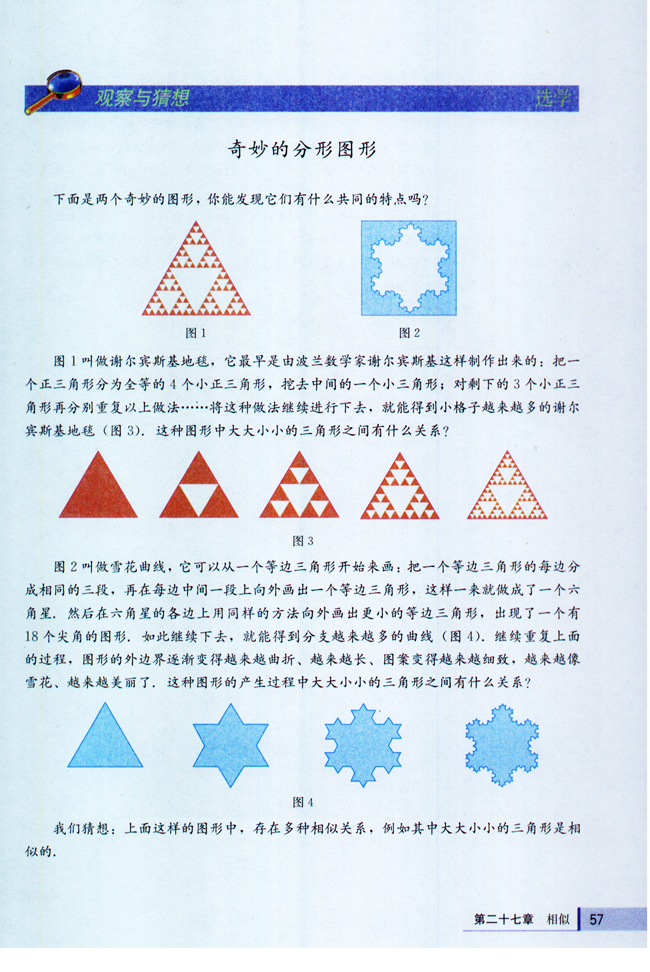 观察与猜想 选学
奇妙的分形图形
下面是两个奇妙的图形，你能发现它们有什么共同的特点吗？
图 1 图 2
图 1 叫做谢尔宾斯基地毯，它最早是由波兰数学家谢尔宾斯基这样制作出来的：把一
个正三角形分为全等的 4 个小正三角形，挖去中间的一个小三角形；对剩下的 3 个小正三
角形再分别重复以上做法……将这种做法继续进行下去，就能得到小格子越来越多的谢尔
宾斯基地毯（图 3）．这种图形中大大小小的三角形之间有什么关系？
图 3
图 2 叫做雪花曲线，它可以从一个等边三角形开始来画：把一个等边三角形的每边分
成相同的三段，再在每边中间一段上向外画出一个等边三角形，这样一来就做成了一个六
角星．然后在六角星的各边上用同样的方法向外画出更小的等边三角形，出现了一个有
18 个尖角的图形．如此继续下去，就能得到分支越来越多的曲线（图 4）．继续重复上面
的过程，图形的外边界逐渐变得越来越曲折、越来越长、图案变得越来越细致，越来越像
雪花、越来越美丽了．这种图形的产生过程中大大小小的三角形之间有什么关系？
图 4
我们猜想：上面这样的图形中，存在多种相似关系，例如其中大大小小的三角形是相
似的．
第二十七章 相似 57